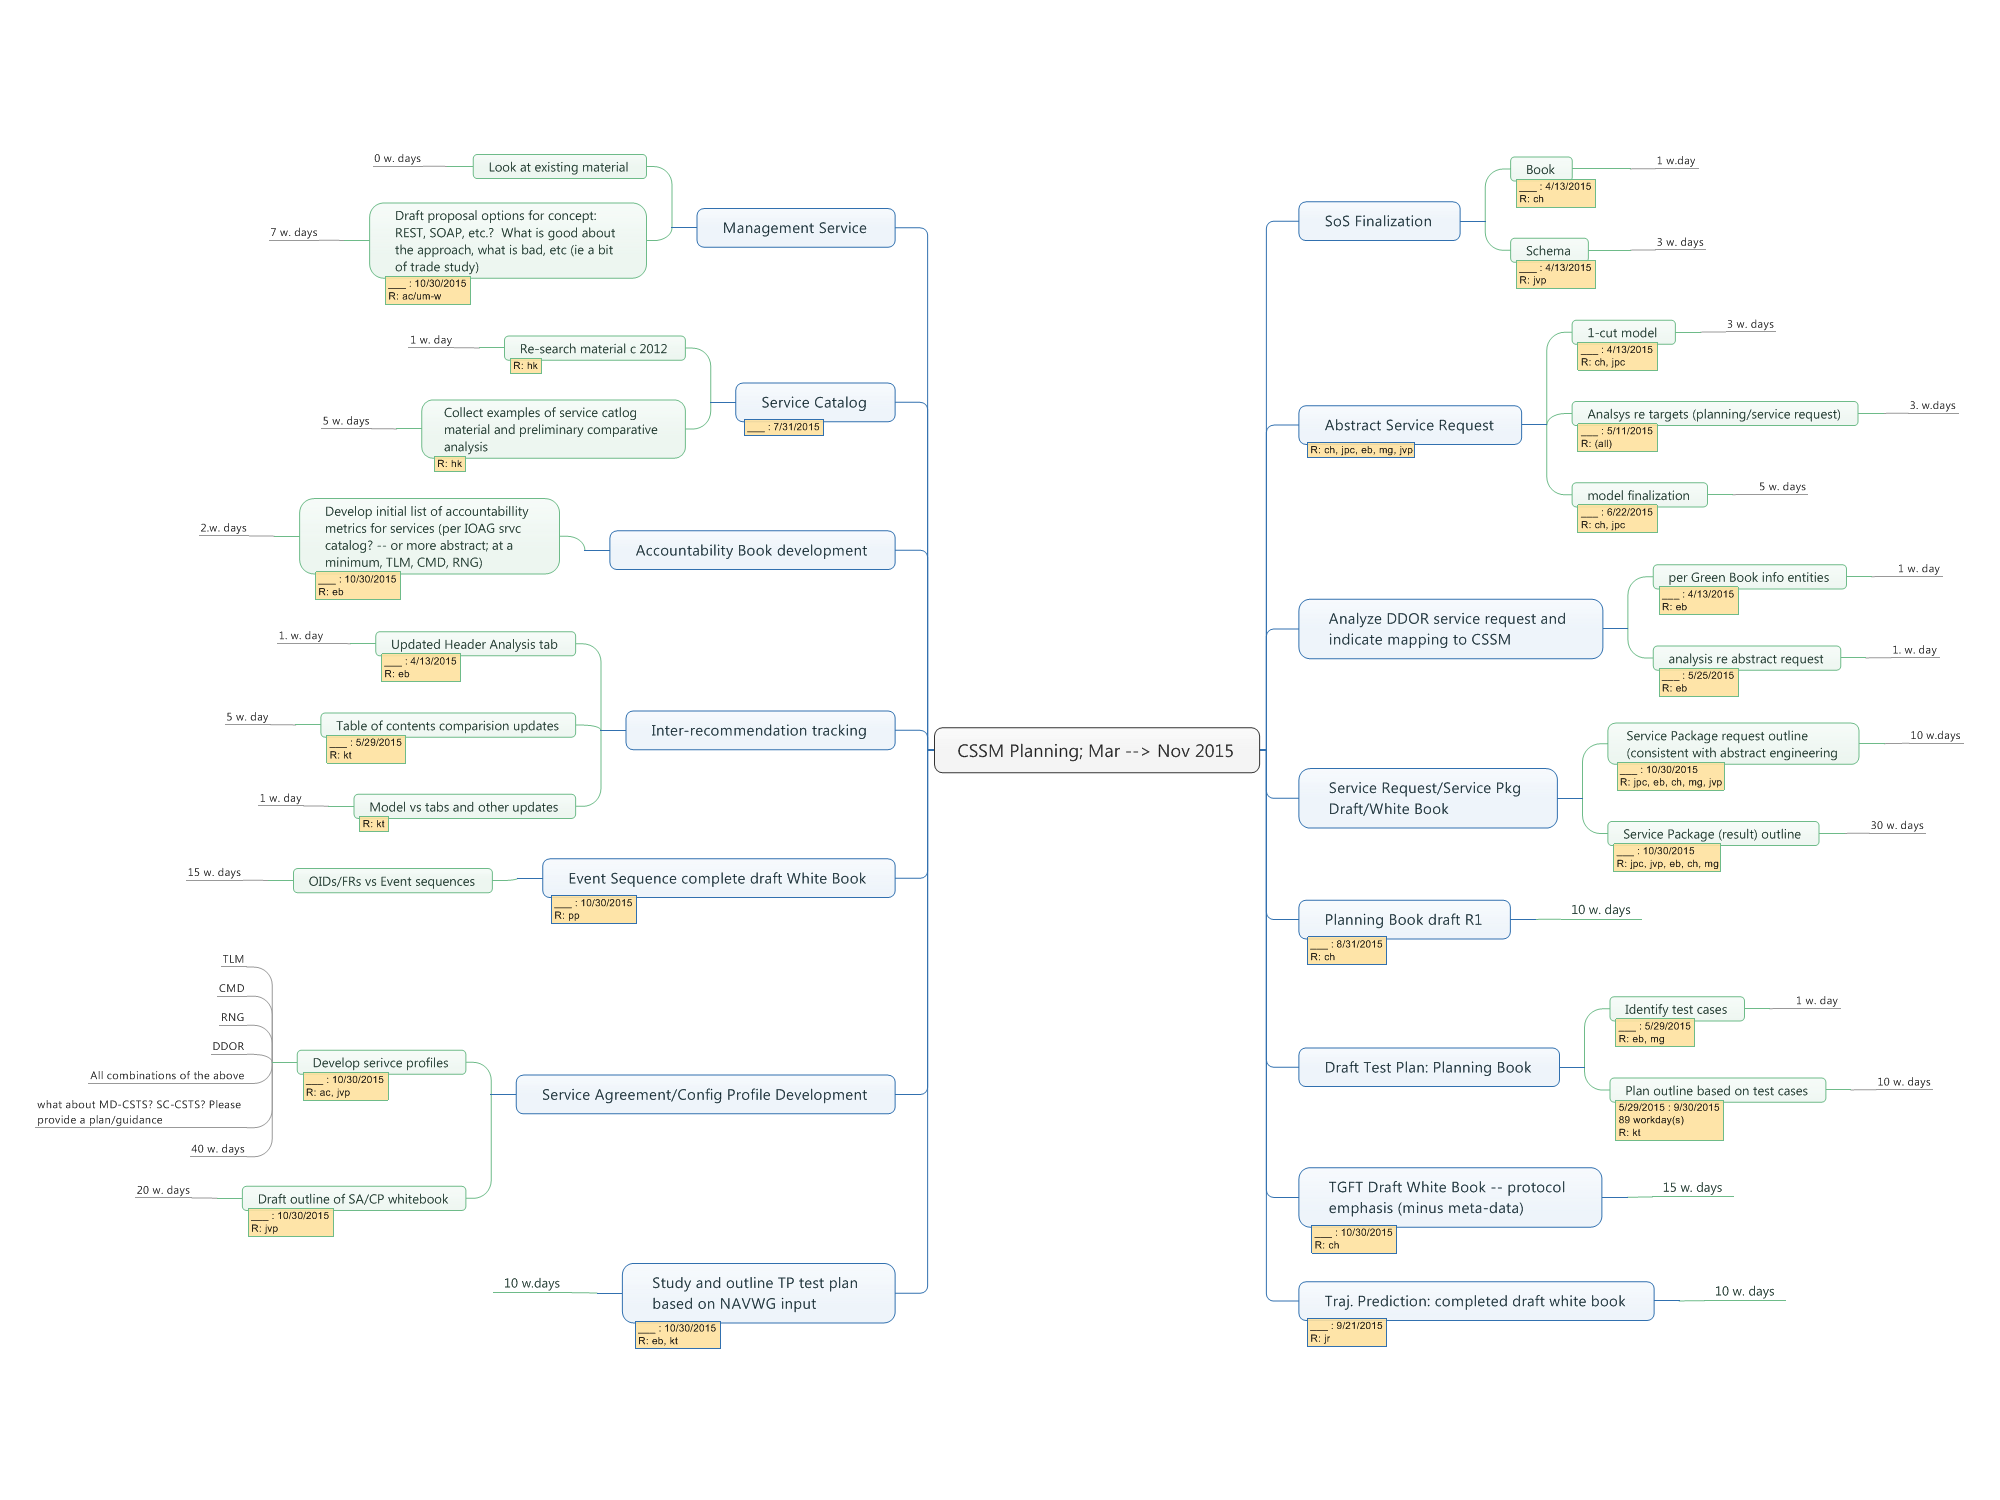 CSSM Planning; Mar --> Nov 2015
SoS Finalization
Book
___ : 4/13/2015
R: ch
1 w.day
Schema
___ : 4/13/2015
R: jvp
3 w. days
Abstract Service Request
R: ch, jpc, eb, mg, jvp
1-cut model
___ : 4/13/2015
R: ch, jpc
3 w. days
Analsys re targets (planning/service request)
___ : 5/11/2015
R: (all)
3. w.days
model finalization
___ : 6/22/2015
R: ch, jpc
5 w. days
Analyze DDOR service request and
indicate mapping to CSSM
per Green Book info entities
___ : 4/13/2015
R: eb
1 w. day
analysis re abstract request
___ : 5/25/2015
R: eb
1. w. day
Service Request/Service Pkg
Draft/White Book
Service Package request outline
(consistent with abstract engineering
___ : 10/30/2015
R: jpc, eb, ch, mg, jvp
10 w.days
Service Package (result) outline
___ : 10/30/2015
R: jpc, jvp, eb, ch, mg
30 w. days
Planning Book draft R1
___ : 8/31/2015
R: ch
10 w. days
Draft Test Plan: Planning Book
Identify test cases
___ : 5/29/2015
R: eb, mg
1 w. day
Plan outline based on test cases
5/29/2015 : 9/30/2015
89 workday(s)
R: kt
10 w. days
TGFT Draft White Book -- protocol
emphasis (minus meta-data)
___ : 10/30/2015
R: ch
15 w. days
Traj. Prediction: completed draft white book
___ : 9/21/2015
R: jr
10 w. days
Management Service
Look at existing material
0 w. days
Draft proposal options for concept:
REST, SOAP, etc.?  What is good about
the approach, what is bad, etc (ie a bit
of trade study)
___ : 10/30/2015
R: ac/um-w
7 w. days
Service Catalog
___ : 7/31/2015
Re-search material c 2012
R: hk
1 w. day
Collect examples of service catlog
material and preliminary comparative
analysis
R: hk
5 w. days
Accountability Book development
Develop initial list of accountabillity
metrics for services (per IOAG srvc
catalog? -- or more abstract; at a
minimum, TLM, CMD, RNG)
___ : 10/30/2015
R: eb
2.w. days
Inter-recommendation tracking
Updated Header Analysis tab
___ : 4/13/2015
R: eb
1. w. day
Table of contents comparision updates
___ : 5/29/2015
R: kt
5 w. day
Model vs tabs and other updates
R: kt
1 w. day
Event Sequence complete draft White Book
___ : 10/30/2015
R: pp
OIDs/FRs vs Event sequences
15 w. days
Service Agreement/Config Profile Development
Develop serivce profiles
___ : 10/30/2015
R: ac, jvp
TLM
CMD
RNG
DDOR
All combinations of the above
what about MD-CSTS? SC-CSTS? Please
provide a plan/guidance
40 w. days
Draft outline of SA/CP whitebook
___ : 10/30/2015
R: jvp
20 w. days
Study and outline TP test plan
based on NAVWG input
___ : 10/30/2015
R: eb, kt
10 w.days